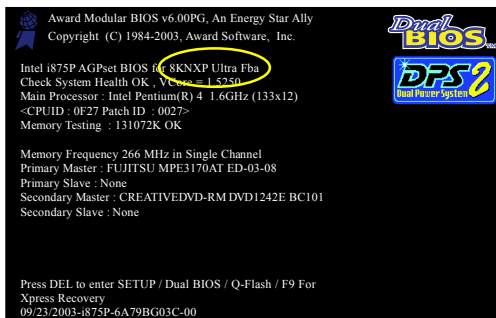 Award Modular BIOS v6.00PG, An Energy Star Ally
Copyright (C) 1984-2003, Award Software, Inc.
Dual
BIOS
DPS2
Dual Power System
Intel i875P AGPset BIOS for 8KNXP Ultra Fba
Check System Health OK , VCore = 1.5250
Main Processor : Intel Pentium(R) 4 1.6GHz (133x12)
<CPUID : 0F27 Patch ID : 0027>
Memory Testing : 131072K OK
Memory Frequency 266 MHz in Single Channel
Primary Master : FUJITSU MPE3170AT ED-03-08
Primary Slave : None
Secondary Master : CREATIVEDVD-RM DVD1242E BC101
Secondary Slave : None
Press DEL to enter SETUP / Dual BIOS / Q-Flash / F9 For
Xpress Recovery
09/23/2003-i875P-6A79BG03C-00